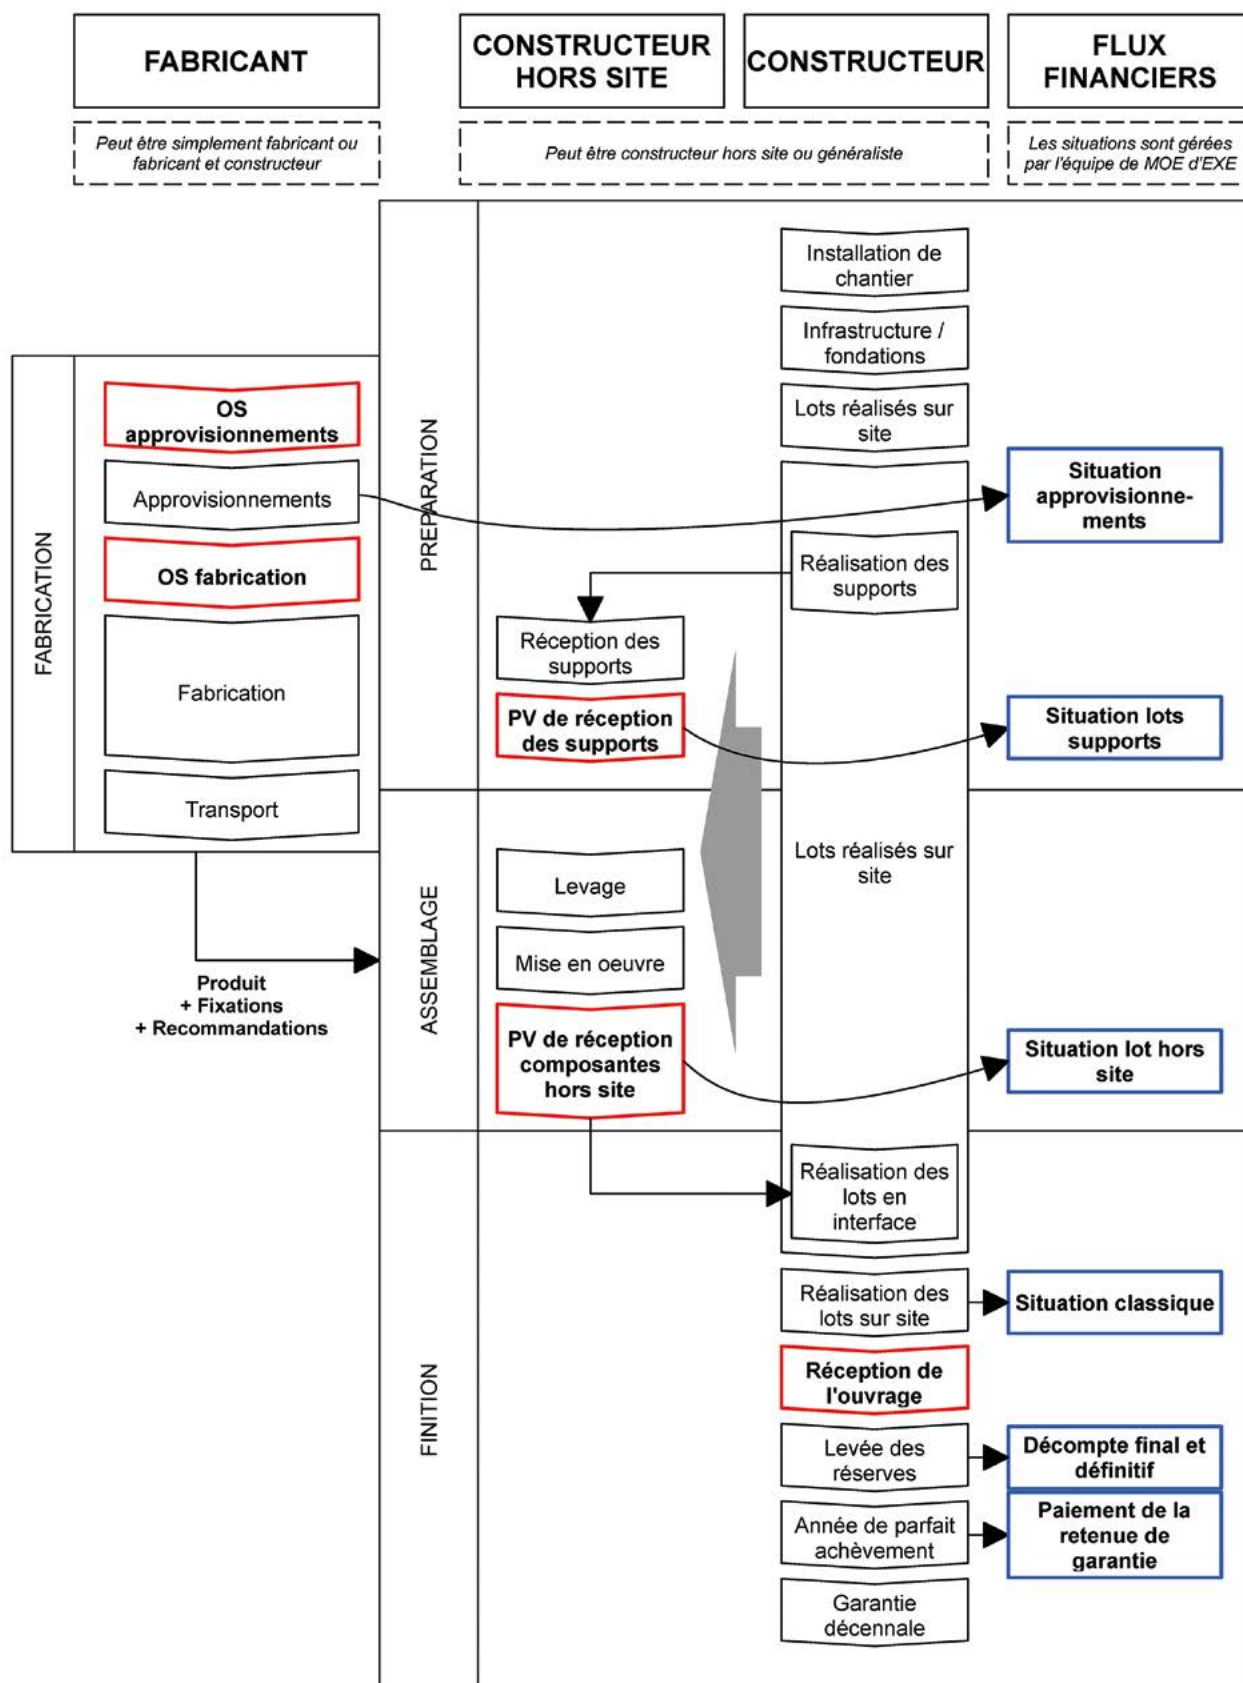 FABRICANT
CONSTRUCTEUR
HORS SITE
CONSTRUCTEUR
FLUX
FINANCIERS
Peut être simplement fabricant ou
fabricant et constructeur
Peut être constructeur hors site ou généraliste
Les situations sont gérées
par l'équipe de MOE d'EXE
FABRICATION
OS
approvisionnements
Approvisionnements
OS fabrication
Fabrication
Transport
Produit
+ Fixations
+ Recommandations
PREPARATION
Installation de
chantier
Infrastructure /
fondations
Lots réalisés sur
site
Situation
approvisionne-
ments
Réalisation des
supports
Réception des
supports
PV de réception
des supports
Situation lots
supports
ASSEMBLAGE
Lots réalisés sur
site
Levage
Mise en oeuvre
PV de réception
composantes
hors site
Situation lot hors
site
FINITION
Réalisation des
lots en
interface
Réalisation des
lots sur site
Situation classique
Réception de
l'ouvrage
Levée des
réserves
Décompte final et
définitif
Année de parfait
achèvement
Paiement de la
retenue de
garantie
Garantie
décennale